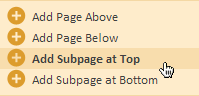 Add Page Above
Add Page Below
Add Subpage at Top
Add Subpage at Bottom